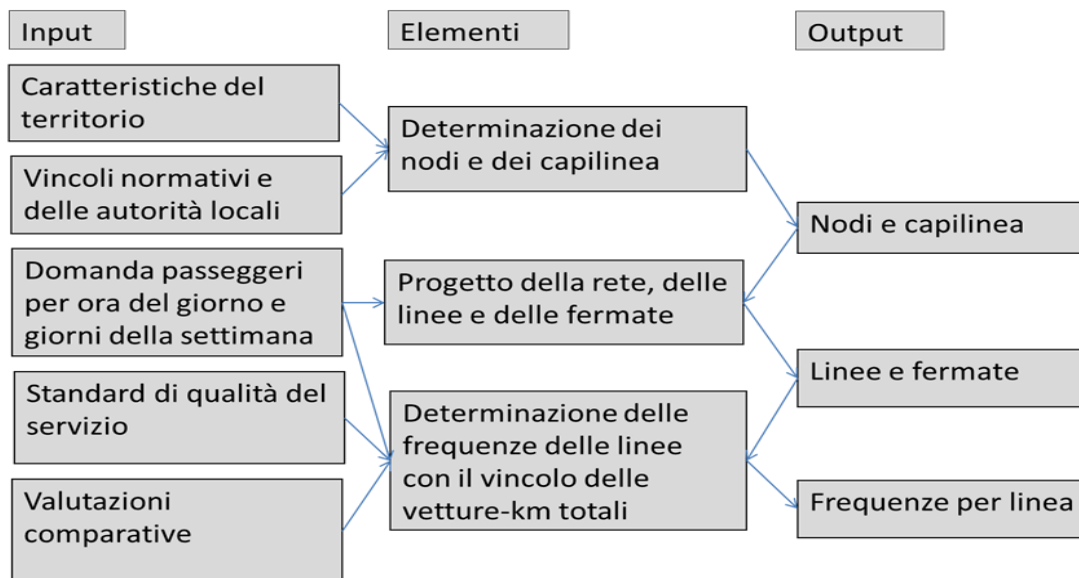 Input
Elementi
Output
Caratteristiche del
territorio
Vincoli normativi e
delle autorità locali
Domanda passeggeri
per ora del giorno e
giorni della settimana
Standard di qualità del
servizio
Valutazioni
comparative
Determinazione dei
nodi e dei capilinea
Progetto della rete, delle
linee e delle fermate
Determinazione delle
frequenze delle linee
con il vincolo delle
vetture-km totali
Nodi e capilinea
Linee e fermate
Frequenze per linea